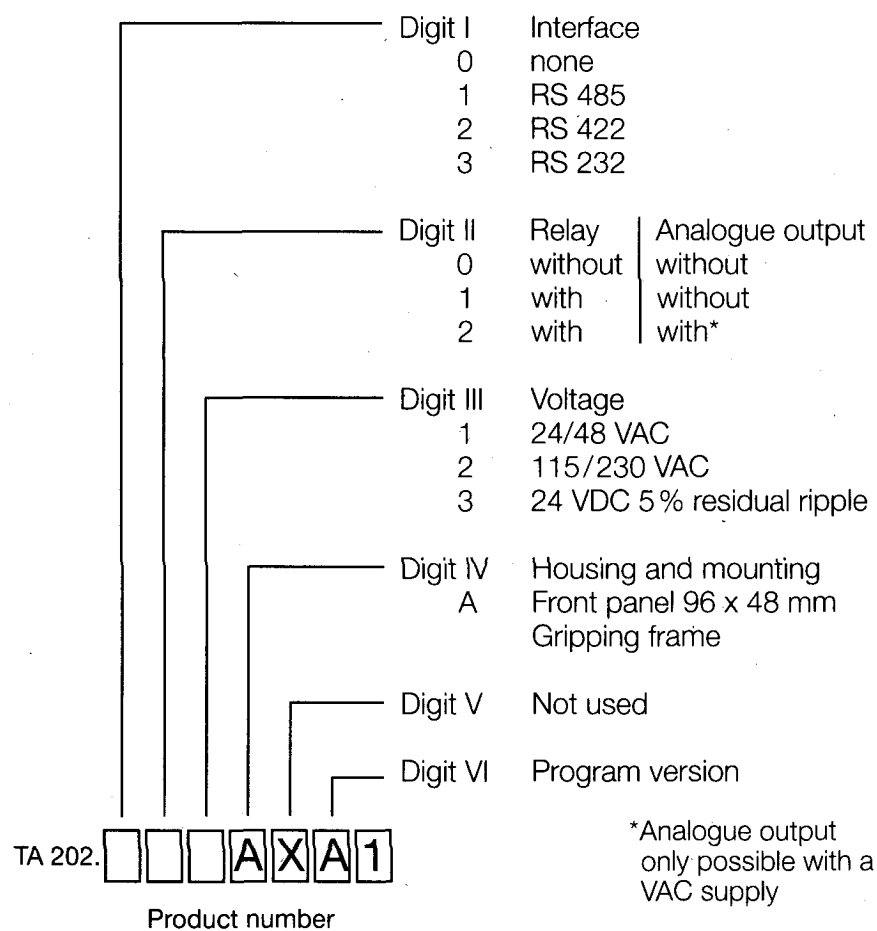 Digit I Interface
0 none
1 RS 485
2 RS 422
3 RS 232
Digit II Relay Analogue output
0 without without
1 with without
2 with with*
Digit III Voltage
1 24/48 VAC
2 115/230 VAC
3 24 VDC 5% residual ripple
Digit IV Housing and mounting
A Front panel 96 x 48 mm
Gripping frame
Digit V Not used
Digit VI Program version
TA 202. A X A 1
Product number
*Analogue output
only possible with a
VAC supply